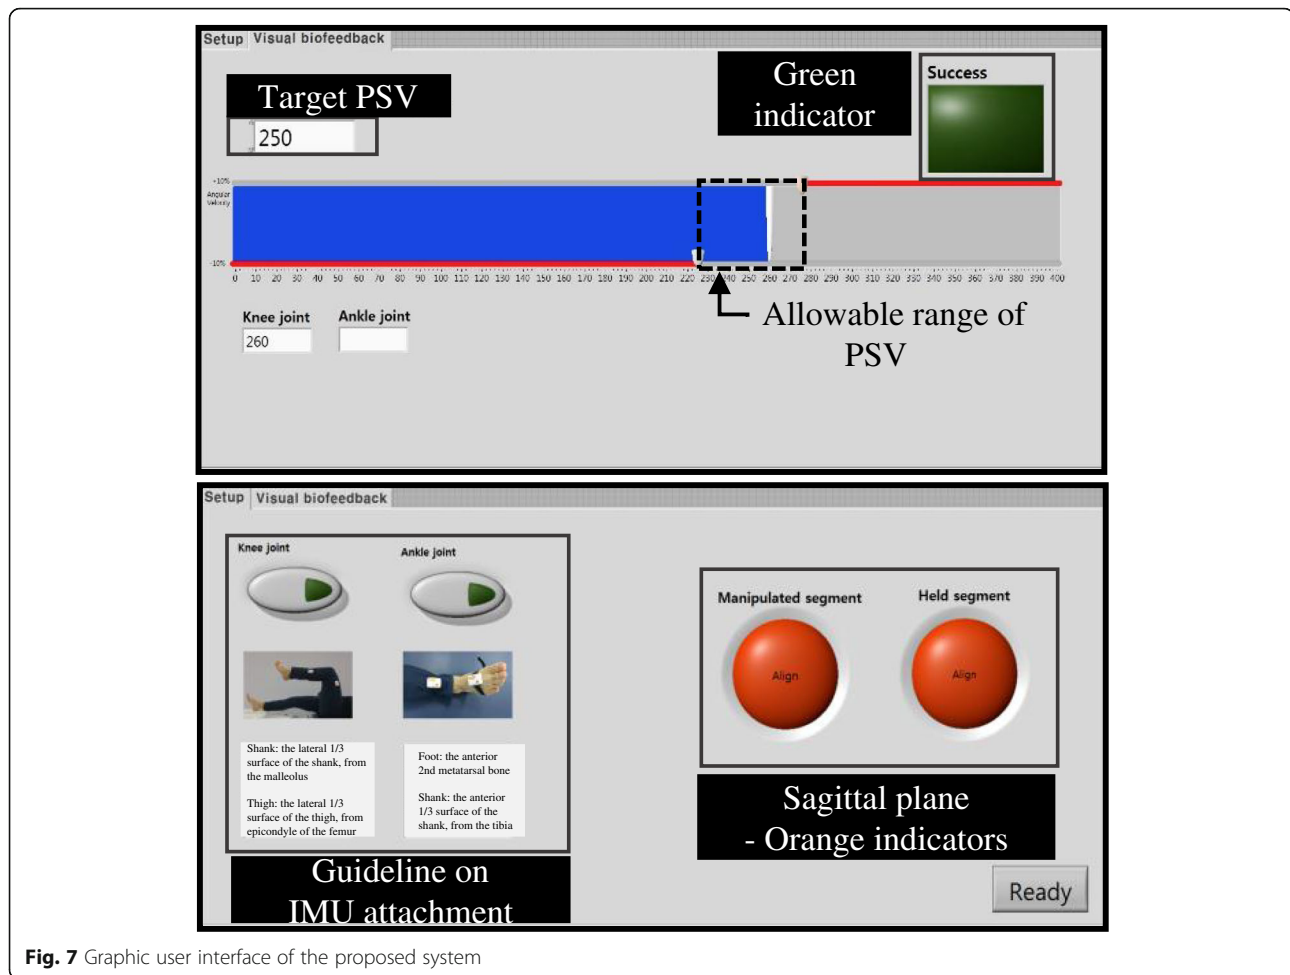 Setup Visual biofeedback
Target PSV
250
Green
indicator
Success
+10%
Angular
Velocity
-10%
0 10 20 30 40 50 60 70 80 90 100 110 120 130 140 150 160 170 180 190 200 210 220 230 240 250 260 270 280 290 300 310 320 330 340 350 360 370 380 390 400
Allowable range of
PSV
Knee joint Ankle joint
260
Setup Visual biofeedback
Knee joint
Ankle joint
Shank: the lateral 1/3
surface of the shank, from
the malleolus
Thigh: the lateral 1/3
surface of the thigh, from
epicondyle of the femur
Foot: the anterior
2nd metatarsal bone
Shank: the anterior
1/3 surface of the
shank, from the tibia
Guideline on
IMU attachment
Manipulated segment
Held segment
Align
Align
Sagittal plane
- Orange indicators
Ready
Fig. 7 Graphic user interface of the proposed system